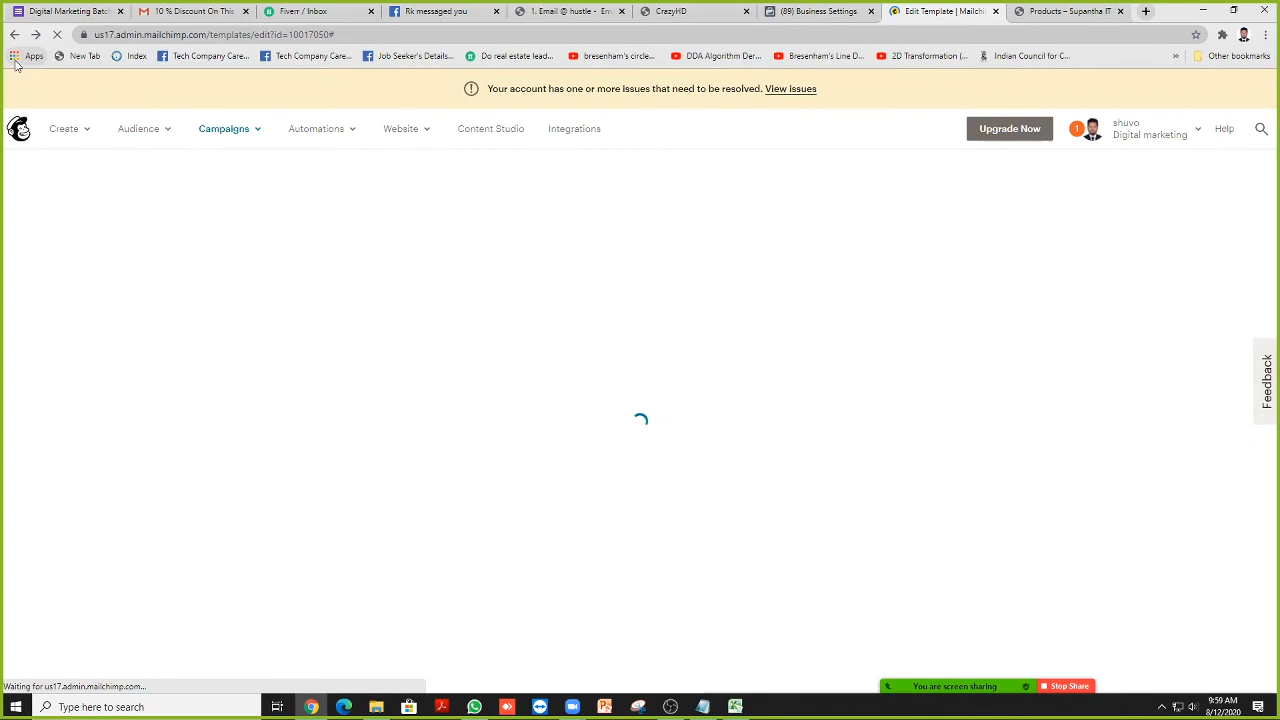 Digital Marketing Batch
10 % Discount On This
Fiverr / Inbox
Rk messaged you
1. Email @ hustle - Em
CrazyHD
(89) Business Settings
Edit Template | Mailchim
Products – Supantha IT
us17.admin.mailchimp.com/templates/edit?id=10017050#
Apps
New Tab
Index
Tech Company Care...
Tech Company Care...
Job Seeker's Details...
Do real estate lead...
bresenham's circle...
DDA Algorithm Der...
Bresenham's Line D...
2D Transformation (...
Indian Council for C...
»
Other bookmarks
Your account has one or more issues that need to be resolved. View issues
Create
Audience
Campaigns
Automations
Website
Content Studio
Integrations
Upgrade Now
1
shuvo
Digital marketing
Help
Feedback
Waiting for us17.admin.mailchimp.com...
You are screen sharing
Stop Share
Type here to search
9:59 AM
8/12/2020